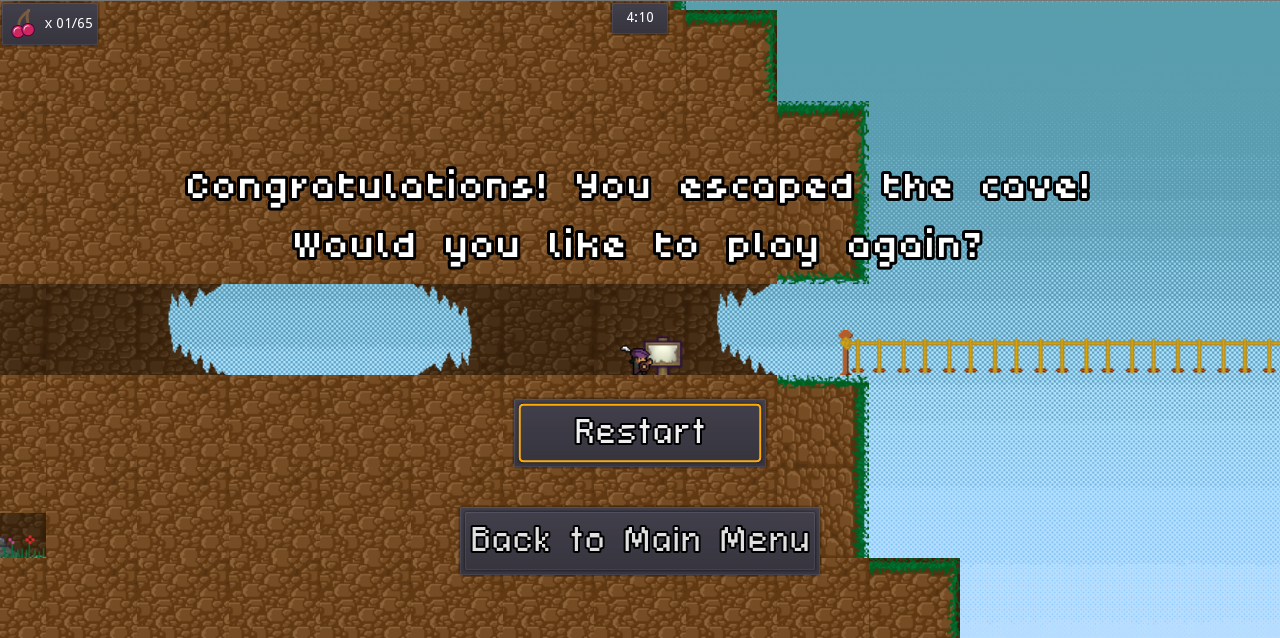 x 01/65
4:10
Congratulations! You escaped the cave!
Would you like to play again?
Restart
Back to Main Menu